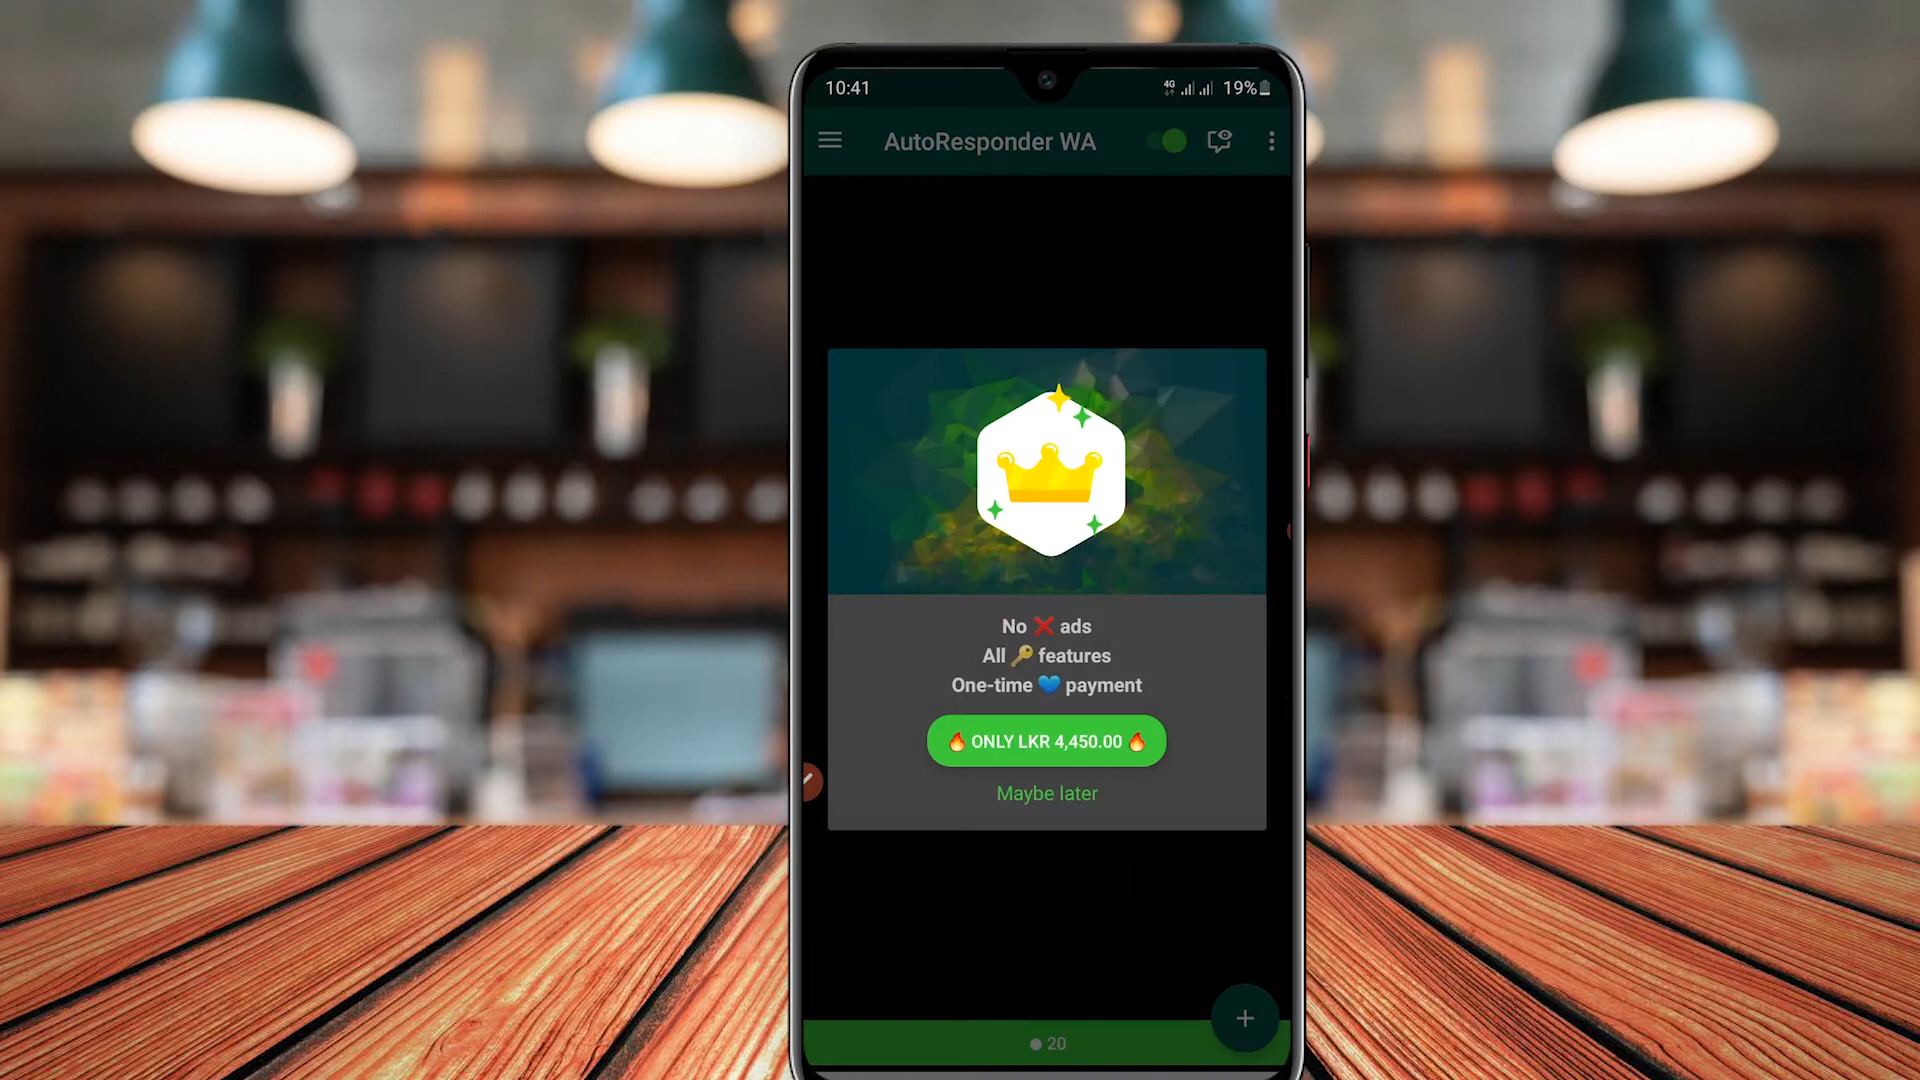 10:41
4G 19%
AutoResponder WA
No ❌ ads
All 🔑 features
One-time 💙 payment
🔥 ONLY LKR 4,450.00 🔥
Maybe later
20